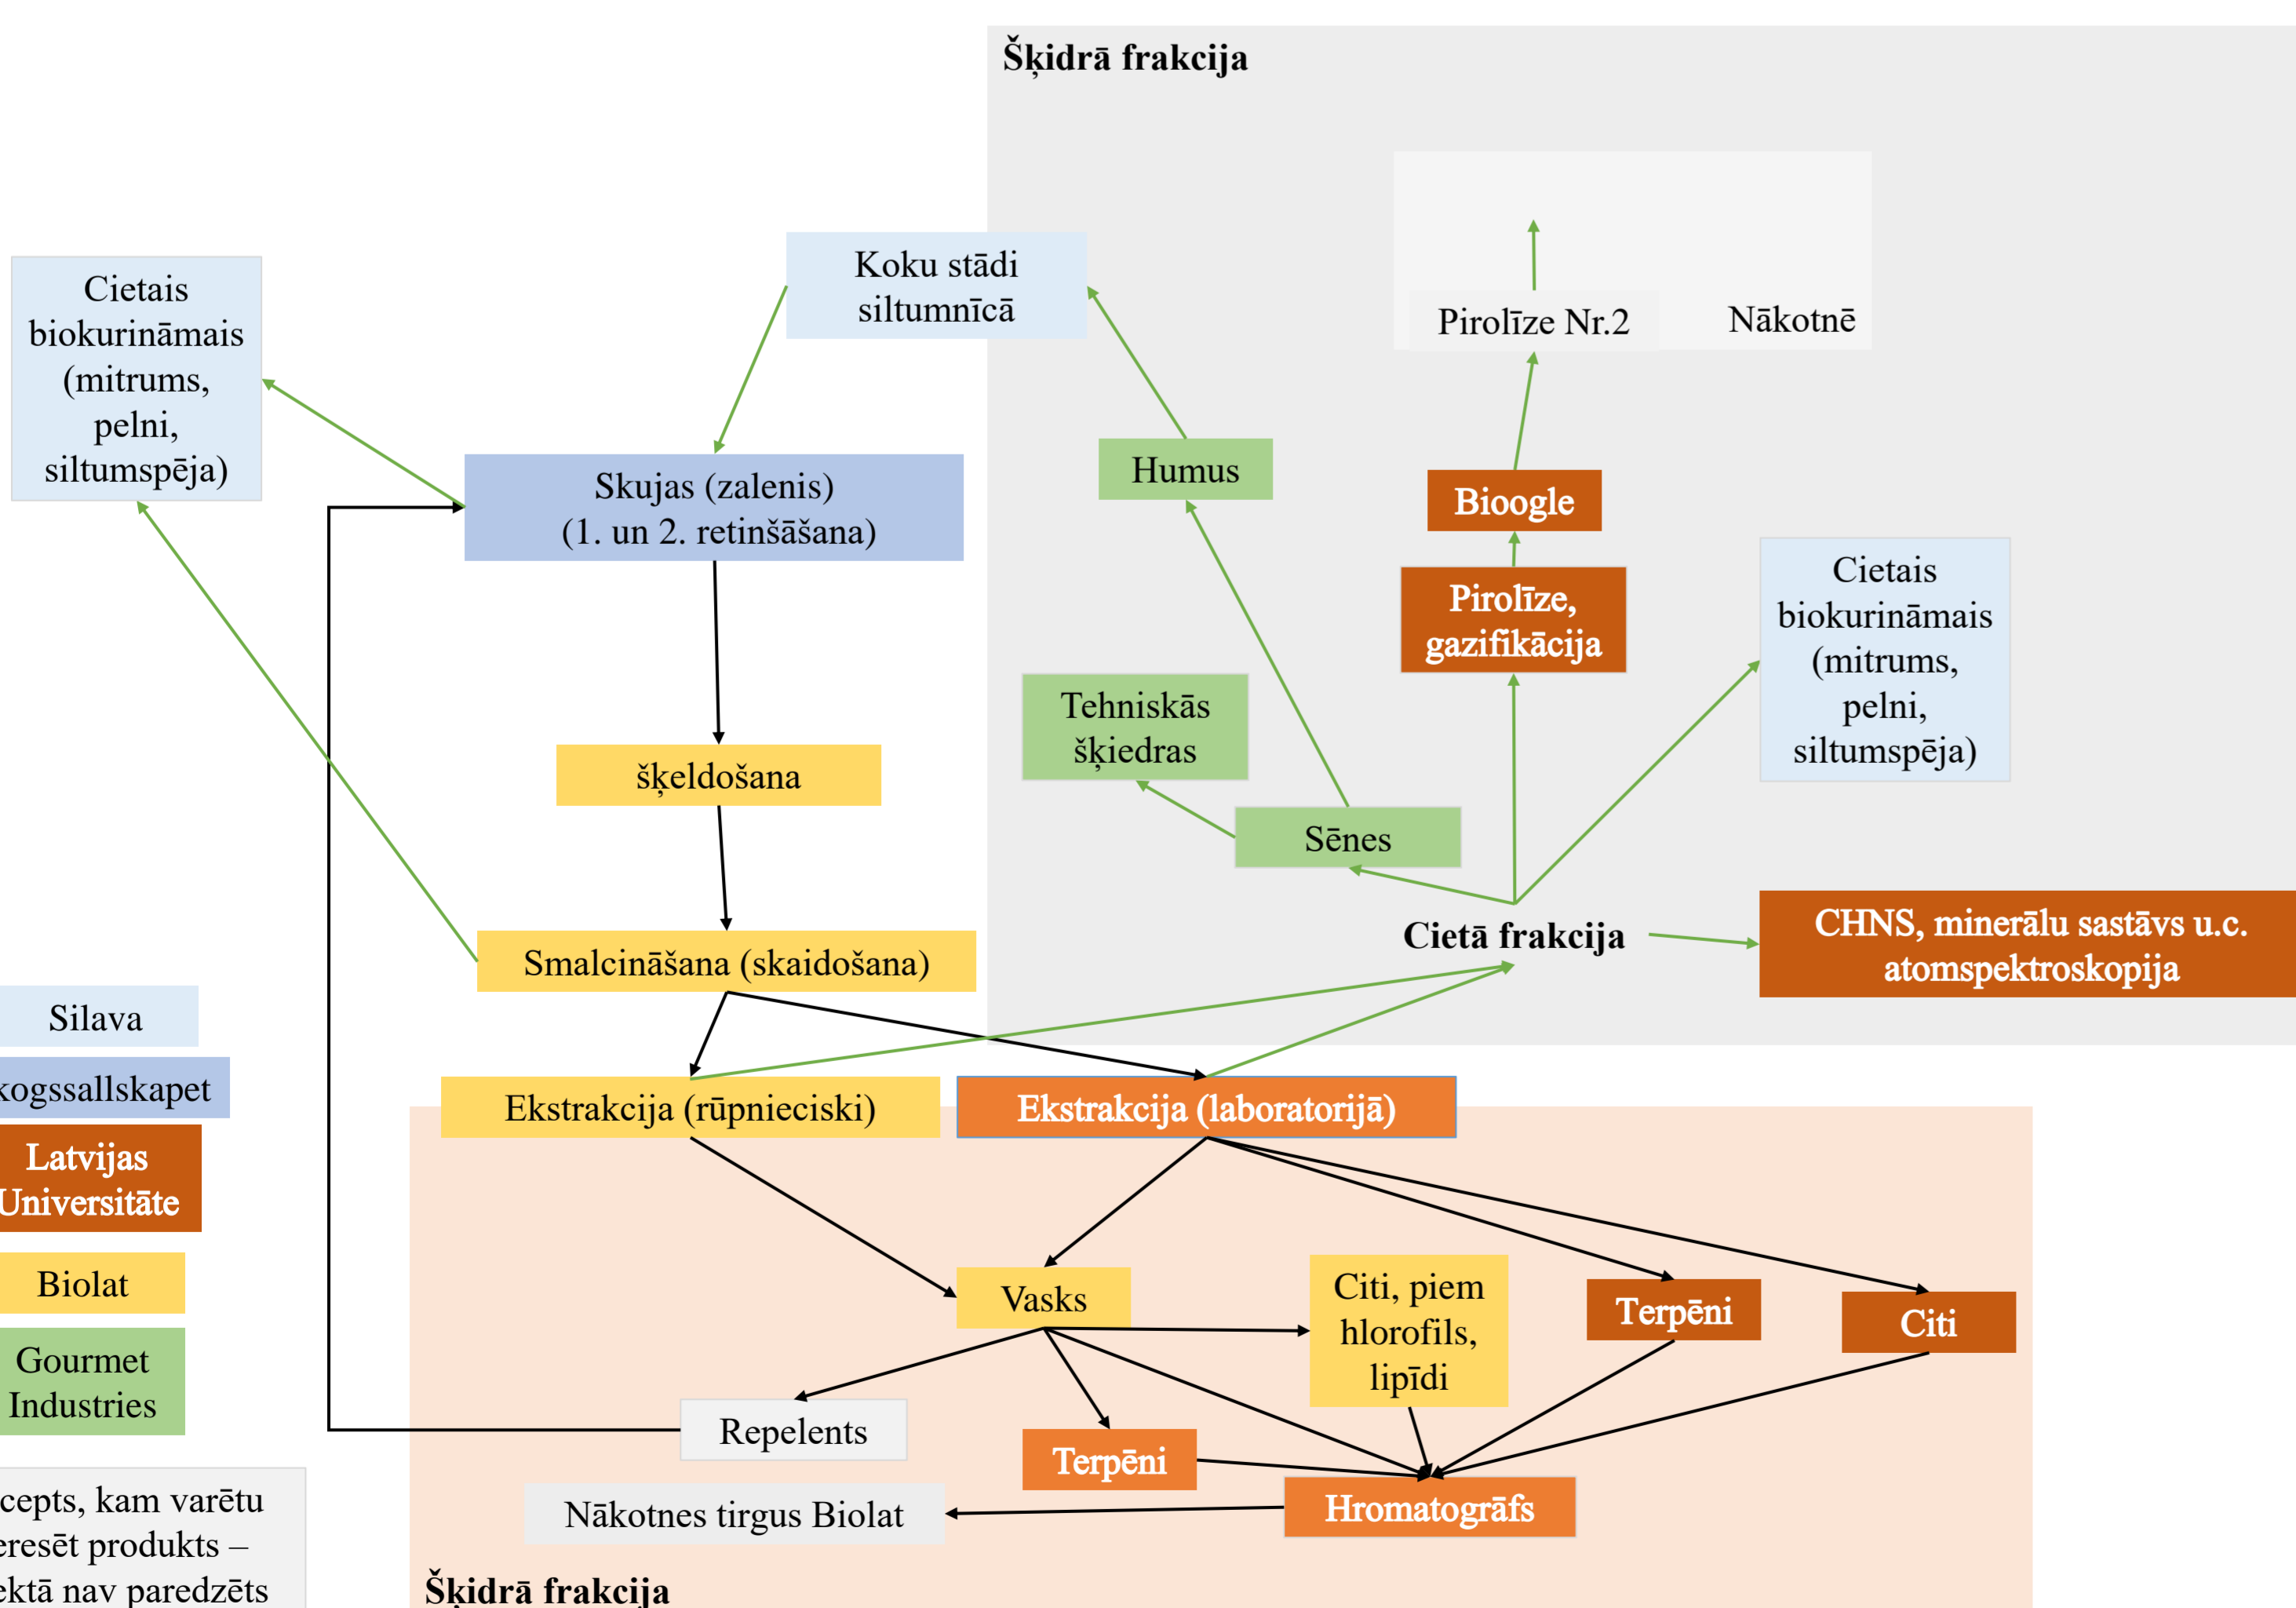 Šķidrā frakcija
Koku stādi
siltumnīcā
Cietais
biokurināmais
(mitrums,
pelni,
siltumspēja)
Pirolīze Nr.2
Nākotnē
Skujas (zalenis)
(1. un 2. retinšāšana)
Humus
Bioogle
Pirolīze,
gazifikācija
Cietais
biokurināmais
(mitrums,
pelni,
siltumspēja)
Tehniskās
šķiedras
šķeldošana
Sēnes
Cietā frakcija
CHNS, minerālu sastāvs u.c.
atomspektroskopija
Smalcināšana (skaidošana)
Silava
kogssallskapet
Latvijas
Universitāte
Biolat
Gourmet
Industries
Ekstrakcija (rūpnieciski)
Ekstrakcija (laboratorijā)
Vasks
Citi, piem
hlorofils,
lipīdi
Terpēni
Citi
Repelents
Terpēni
Hromatogrāfs
Nākotnes tirgus Biolat
cepts, kam varētu
eresēt produkts –
ektā nav paredzēts
Šķidrā frakcija